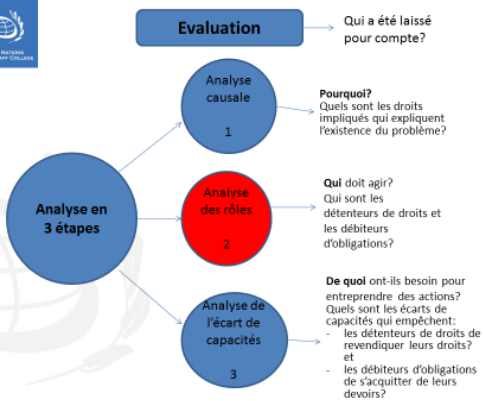 NATIONS
STAFF COLLEGE
Evaluation
Qui a été laissé
pour compte?
Analyse
causale
1
Pourquoi?
Quels sont les droits
impliqués qui expliquent
l'existence du problème?
Analyse en
3 étapes
Analyse
des rôles
2
Qui doit agir?
Qui sont les
détenteurs de droits et
les débiteurs
d'obligations?
Analyse de
l'écart de
capacités
3
De quoi ont-ils besoin pour
entreprendre des actions?
Quels sont les écarts de
capacités qui empêchent:
- les détenteurs de droits de
revendiquer leurs droits?
et
- les débiteurs d'obligations
de s'acquitter de leurs
devoirs?